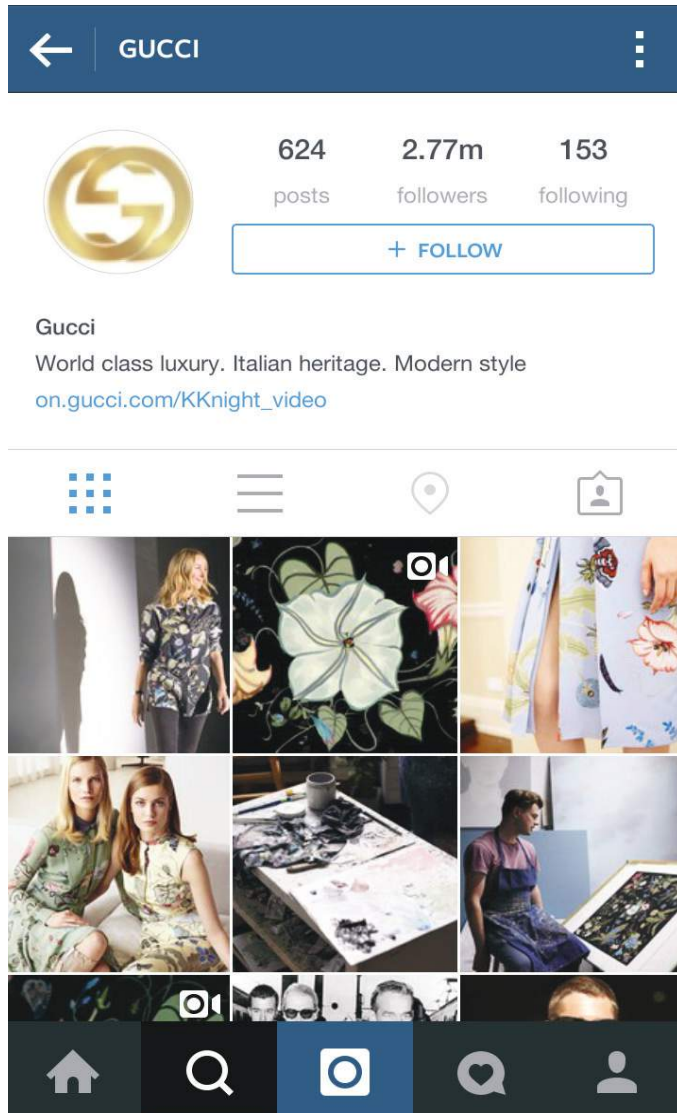 GUCCI
624 2.77m 153
posts followers following
+ FOLLOW
Gucci
World class luxury. Italian heritage. Modern style
on.gucci.com/KKnight_video